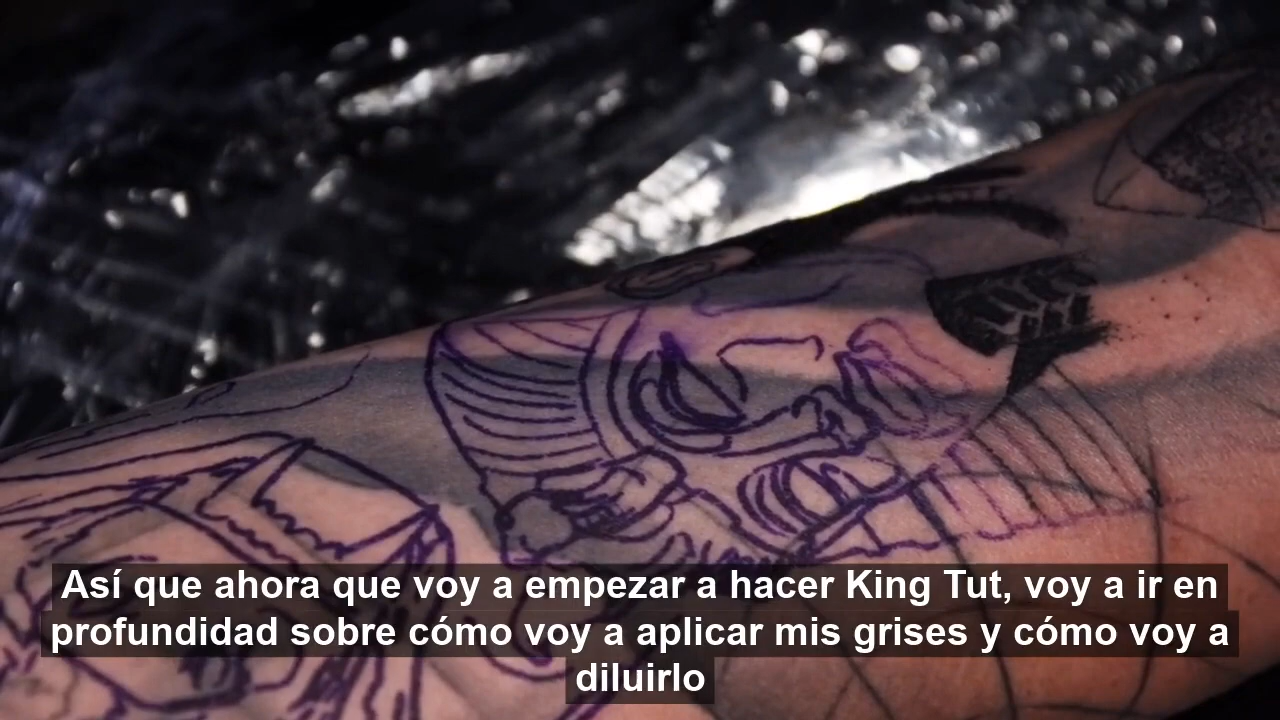 Así que ahora que voy a empezar a hacer King Tut, voy a ir en
profundidad sobre cómo voy a aplicar mis grises y cómo voy a
diluirlo